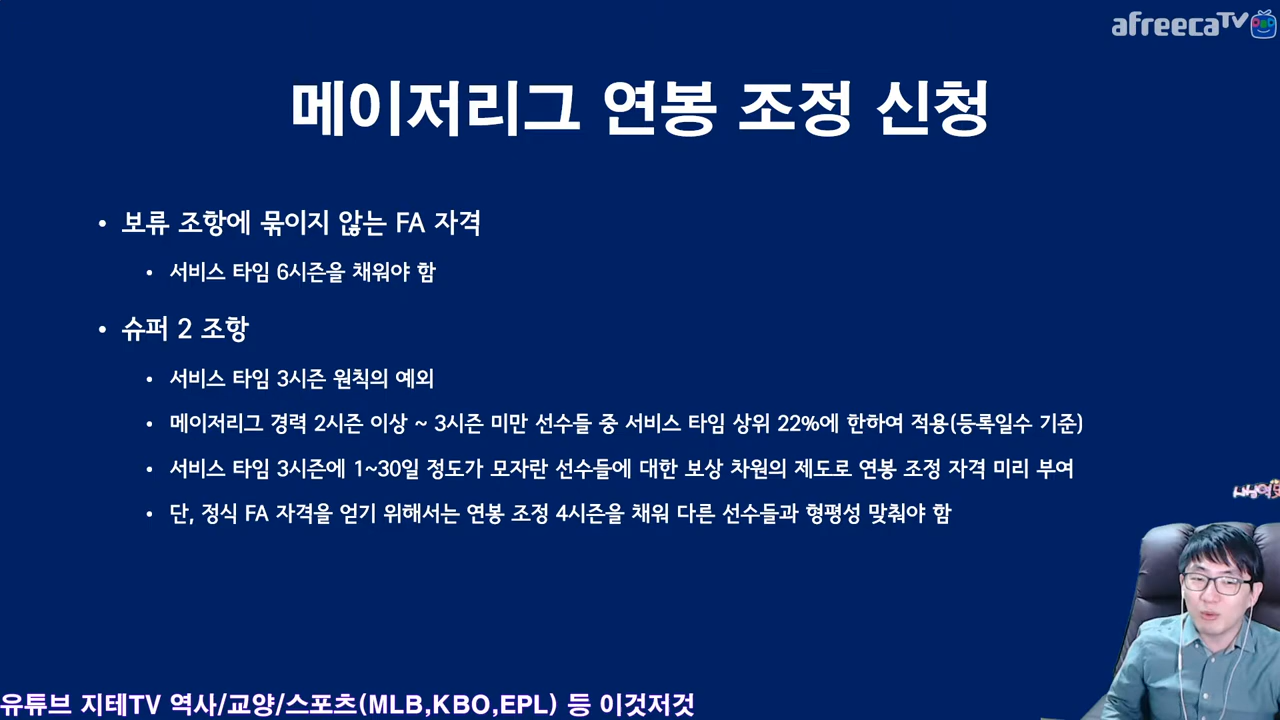 afreecaTV
메이저리그 연봉 조정 신청
• 보류 조항에 묶이지 않는 FA 자격
• 서비스 타임 6시즌을 채워야 함
• 슈퍼 2 조항
• 서비스 타임 3시즌 원칙의 예외
• 메이저리그 경력 2시즌 이상 ~ 3시즌 미만 선수들 중 서비스 타임 상위 22%에 한하여 적용(등록일수 기준)
• 서비스 타임 3시즌에 1~30일 정도가 모자란 선수들에 대한 보상 차원의 제도로 연봉 조정 자격 미리 부여
• 단, 정식 FA 자격을 얻기 위해서는 연봉 조정 4시즌을 채워 다른 선수들과 형평성 맞춰야 함
유튜브 지테TV 역사/교양/스포츠(MLB,KBO,EPL) 등 이것저것